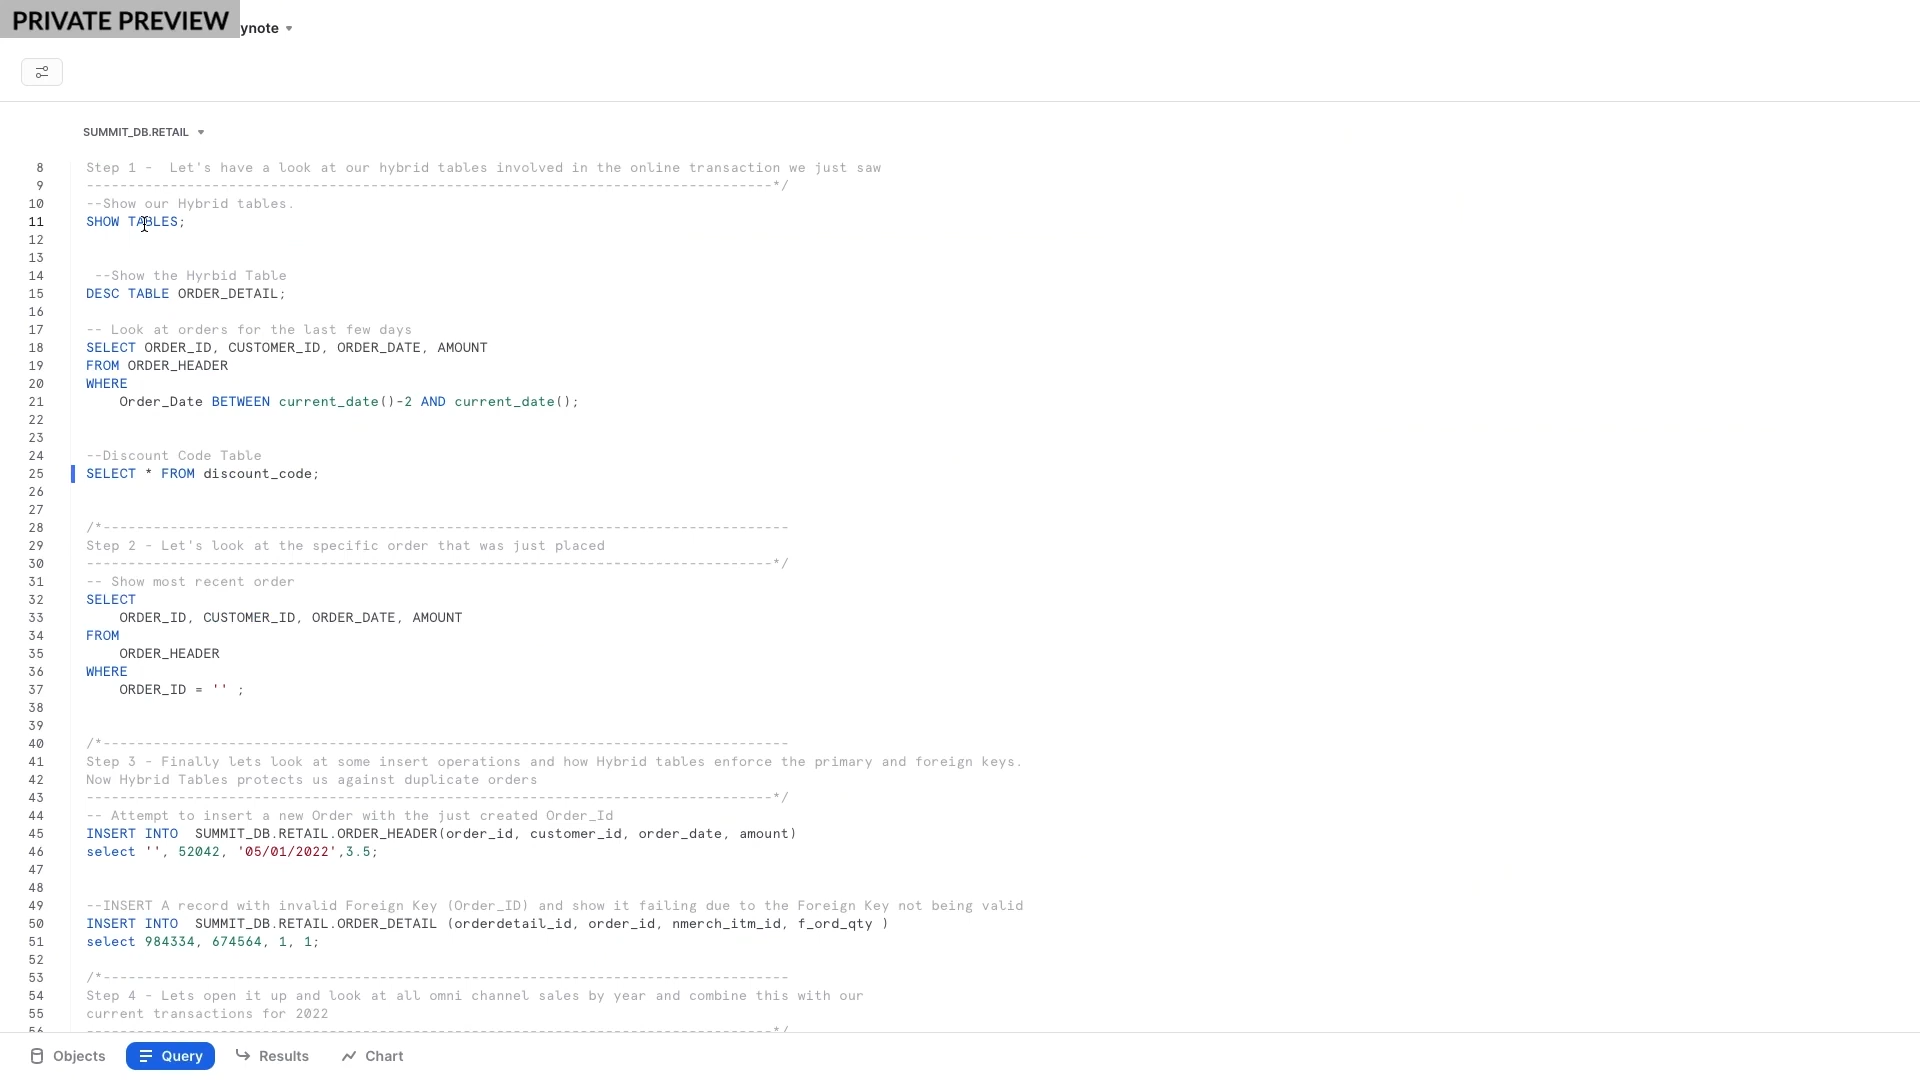 PRIVATE PREVIEW
ynote
SUMMIT_DB.RETAIL
8 Step 1 -  Let's have a look at our hybrid tables involved in the online transaction we just saw
9 ----------------------------------------------------------------------------------*/
10 --Show our Hybrid tables.
11 SHOW TABLES;
12
13
14  --Show the Hyrbid Table
15 DESC TABLE ORDER_DETAIL;
16
17 -- Look at orders for the last few days
18 SELECT ORDER_ID, CUSTOMER_ID, ORDER_DATE, AMOUNT
19 FROM ORDER_HEADER
20 WHERE
21     Order_Date BETWEEN current_date()-2 AND current_date();
22
23
24 --Discount Code Table
25 SELECT * FROM discount_code;
26
27
28 /*----------------------------------------------------------------------------------
29 Step 2 - Let's look at the specific order that was just placed
30 ----------------------------------------------------------------------------------*/
31 -- Show most recent order
32 SELECT
33     ORDER_ID, CUSTOMER_ID, ORDER_DATE, AMOUNT
34 FROM
35     ORDER_HEADER
36 WHERE
37     ORDER_ID = '' ;
38
39
40 /*----------------------------------------------------------------------------------
41 Step 3 - Finally lets look at some insert operations and how Hybrid tables enforce the primary and foreign keys.
42 Now Hybrid Tables protects us against duplicate orders
43 ----------------------------------------------------------------------------------*/
44 -- Attempt to insert a new Order with the just created Order_Id
45 INSERT INTO  SUMMIT_DB.RETAIL.ORDER_HEADER(order_id, customer_id, order_date, amount)
46 select '', 52042, '05/01/2022',3.5;
47
48
49 --INSERT A record with invalid Foreign Key (Order_ID) and show it failing due to the Foreign Key not being valid
50 INSERT INTO  SUMMIT_DB.RETAIL.ORDER_DETAIL (orderdetail_id, order_id, nmerch_itm_id, f_ord_qty )
51 select 984334, 674564, 1, 1;
52
53 /*----------------------------------------------------------------------------------
54 Step 4 - Lets open it up and look at all omni channel sales by year and combine this with our
55 current transactions for 2022
56 ----------------------------------------------------------------------------------*/
Objects Query Results Chart